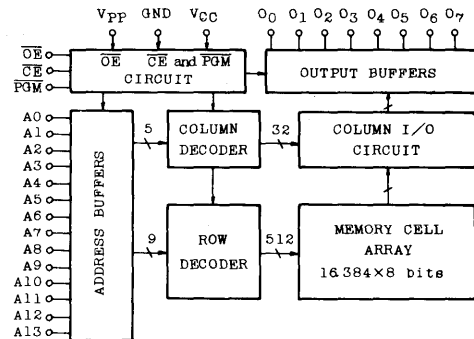 VPP GND VCC O0 O1 O2 O3 O4 O5 O6 O7
OE
CE
PGM
OE CE and PGM
CIRCUIT
OUTPUT BUFFERS
A0
A1
A2
A3
A4
A5
A6
A7
A8
A9
A10
A11
A12
A13
ADDRESS BUFFERS
5
COLUMN
DECODER
32
COLUMN I/O
CIRCUIT
9
ROW
DECODER
512
MEMORY CELL
ARRAY
16.384×8 bits